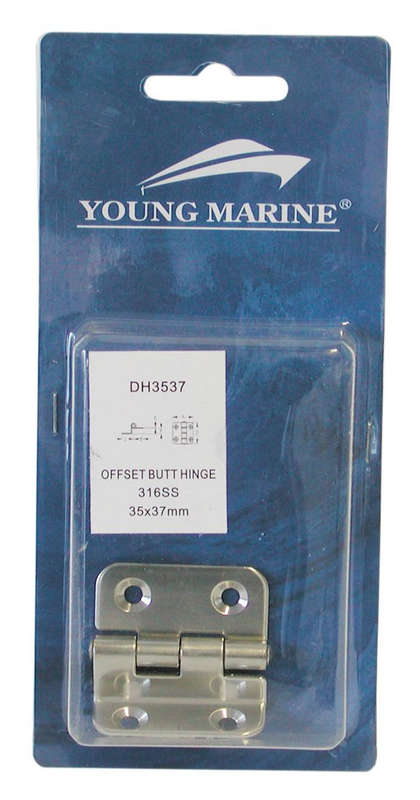 YOUNG MARINE®
DH3537
OFFSET BUTT HINGE
316SS
35x37mm